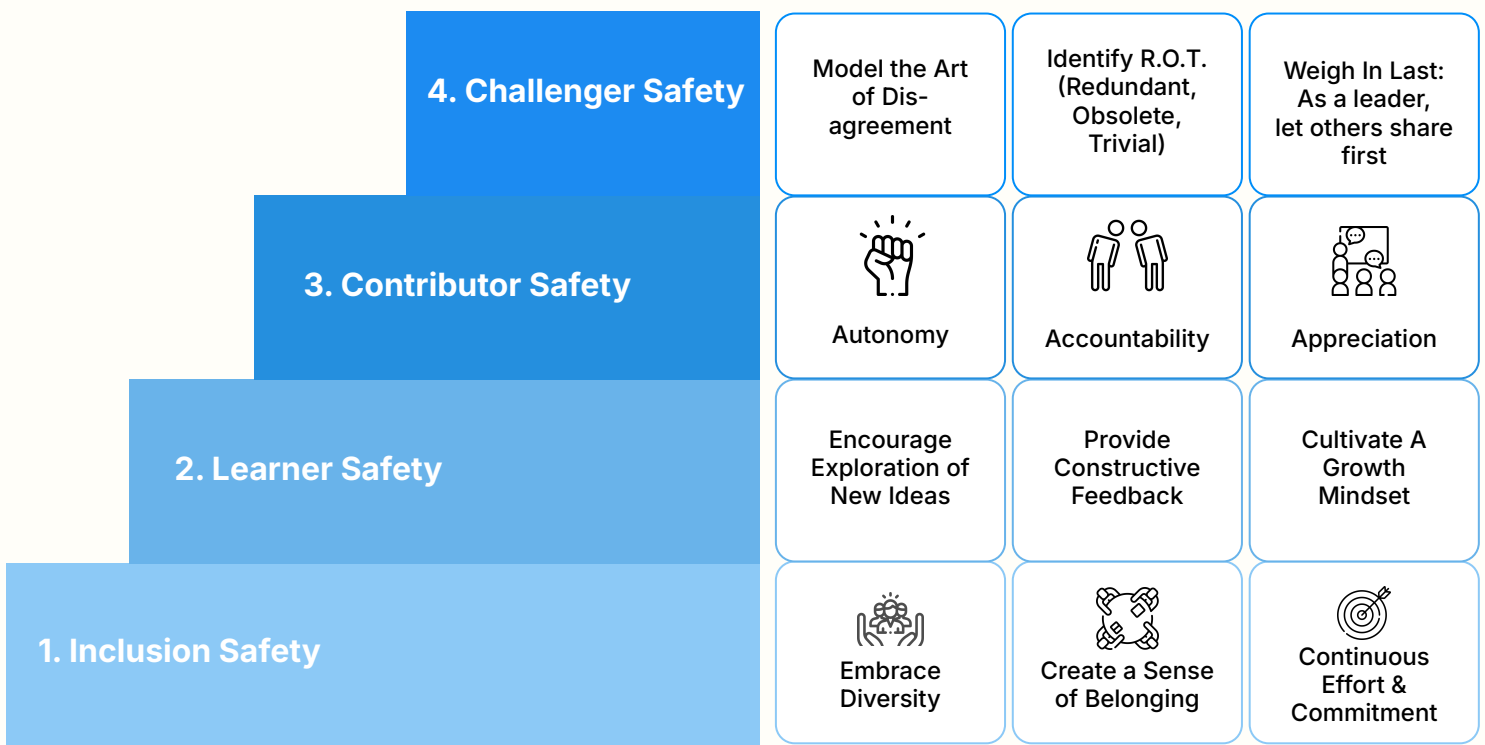 4. Challenger Safety
Model the Art
of Dis-
agreement
Identify R.O.T.
(Redundant,
Obsolete,
Trivial)
Weigh In Last:
As a leader,
let others share
first
3. Contributor Safety
Autonomy
Accountability
Appreciation
2. Learner Safety
Encourage
Exploration of
New Ideas
Provide
Constructive
Feedback
Cultivate A
Growth
Mindset
1. Inclusion Safety
Embrace
Diversity
Create a Sense
of Belonging
Continuous
Effort &
Commitment